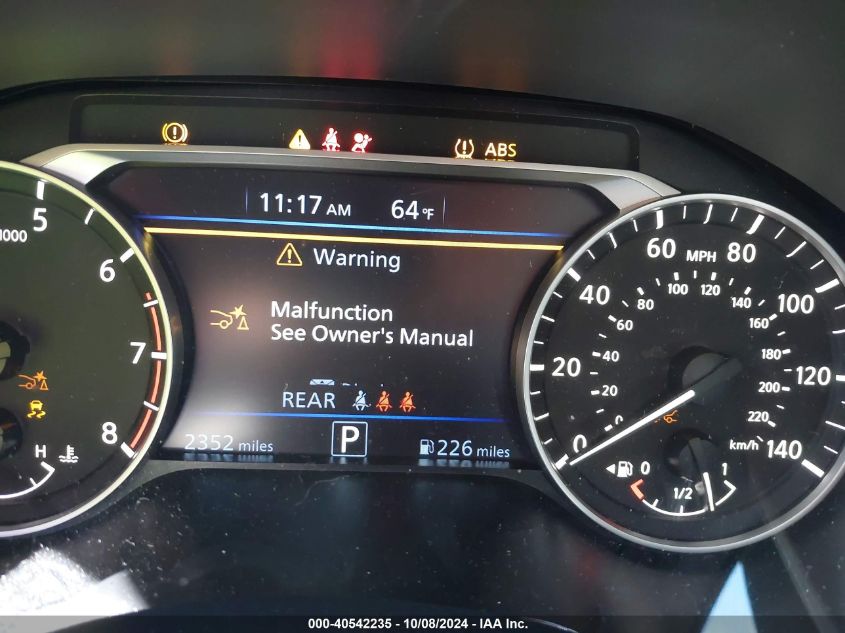 ABS
11:17 AM 64 °F
5
x1000
6
7
8
H
Warning
Malfunction
See Owner's Manual
REAR
2352 miles
P
226 miles
0 20 40 60 80 100 120 140
MPH
0 20 40 60 80 100 120 140 160 180 200 220
km/h
0 1/2 1
000-40542235 - 10/08/2024 - IAA Inc.